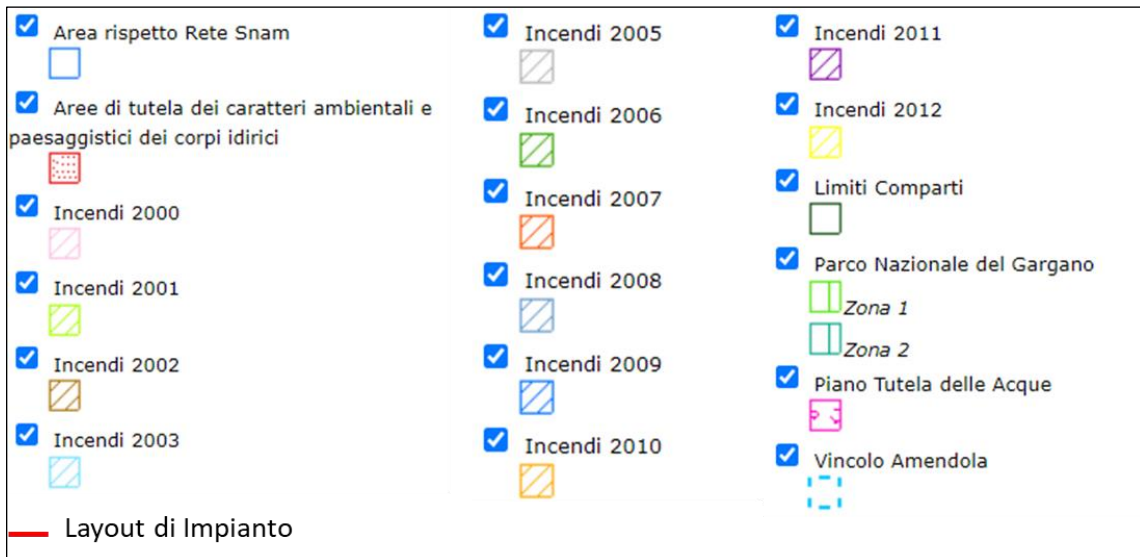 Area rispetto Rete Snam
Aree di tutela dei caratteri ambientali e
paesaggistici dei corpi idirici
Incendi 2000
Incendi 2001
Incendi 2002
Incendi 2003
Layout di Impianto
Incendi 2005
Incendi 2006
Incendi 2007
Incendi 2008
Incendi 2009
Incendi 2010
Incendi 2011
Incendi 2012
Limiti Comparti
Parco Nazionale del Gargano
Zona 1
Zona 2
Piano Tutela delle Acque
Vincolo Amendola